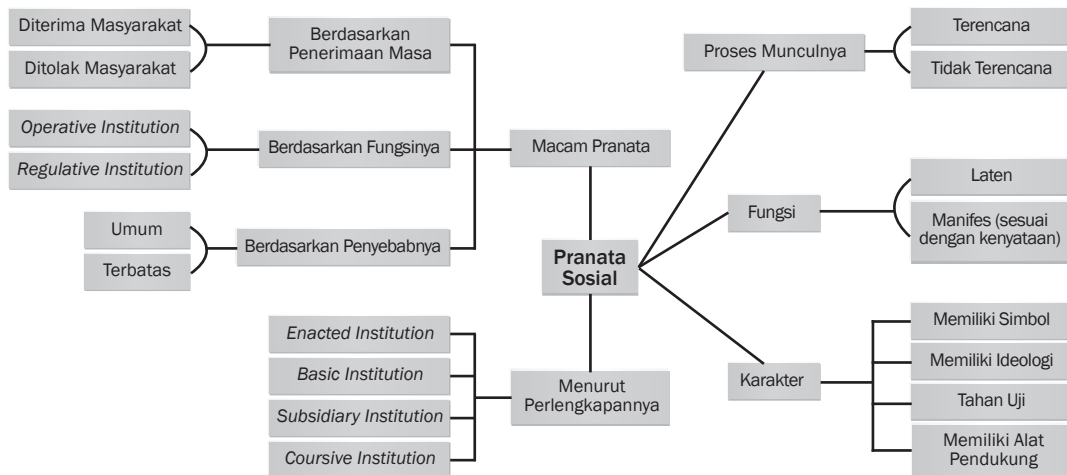 Diterima Masyarakat
Ditolak Masyarakat
Berdasarkan
Penerimaan Masa
Operative Institution
Regulative Institution
Berdasarkan Fungsinya
Umum
Terbatas
Berdasarkan Penyebabnya
Macam Pranata
Pranata
Sosial
Enacted Institution
Basic Institution
Subsidiary Institution
Coursive Institution
Menurut
Perlengkapannya
Proses Munculnya
Terencana
Tidak Terencana
Fungsi
Laten
Manifes (sesuai
dengan kenyataan)
Karakter
Memiliki Simbol
Memiliki Ideologi
Tahan Uji
Memiliki Alat
Pendukung